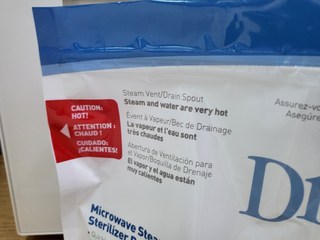 CAUTION:
HOT!
ATTENTION :
CHAUD !
CUIDADO:
¡CALIENTES!
Steam Vent/Drain Spout
Steam and water are very hot
Évent à Vapeur/Bec de Drainage
La vapeur et l'eau sont
très chaudes
Abertura de Ventilación para
el Vapor/Boquilla de Drenaje
El vapor y el agua están
muy calientes
Assurez-vo
Asegúre
D
Microwave Stea
Sterilizer